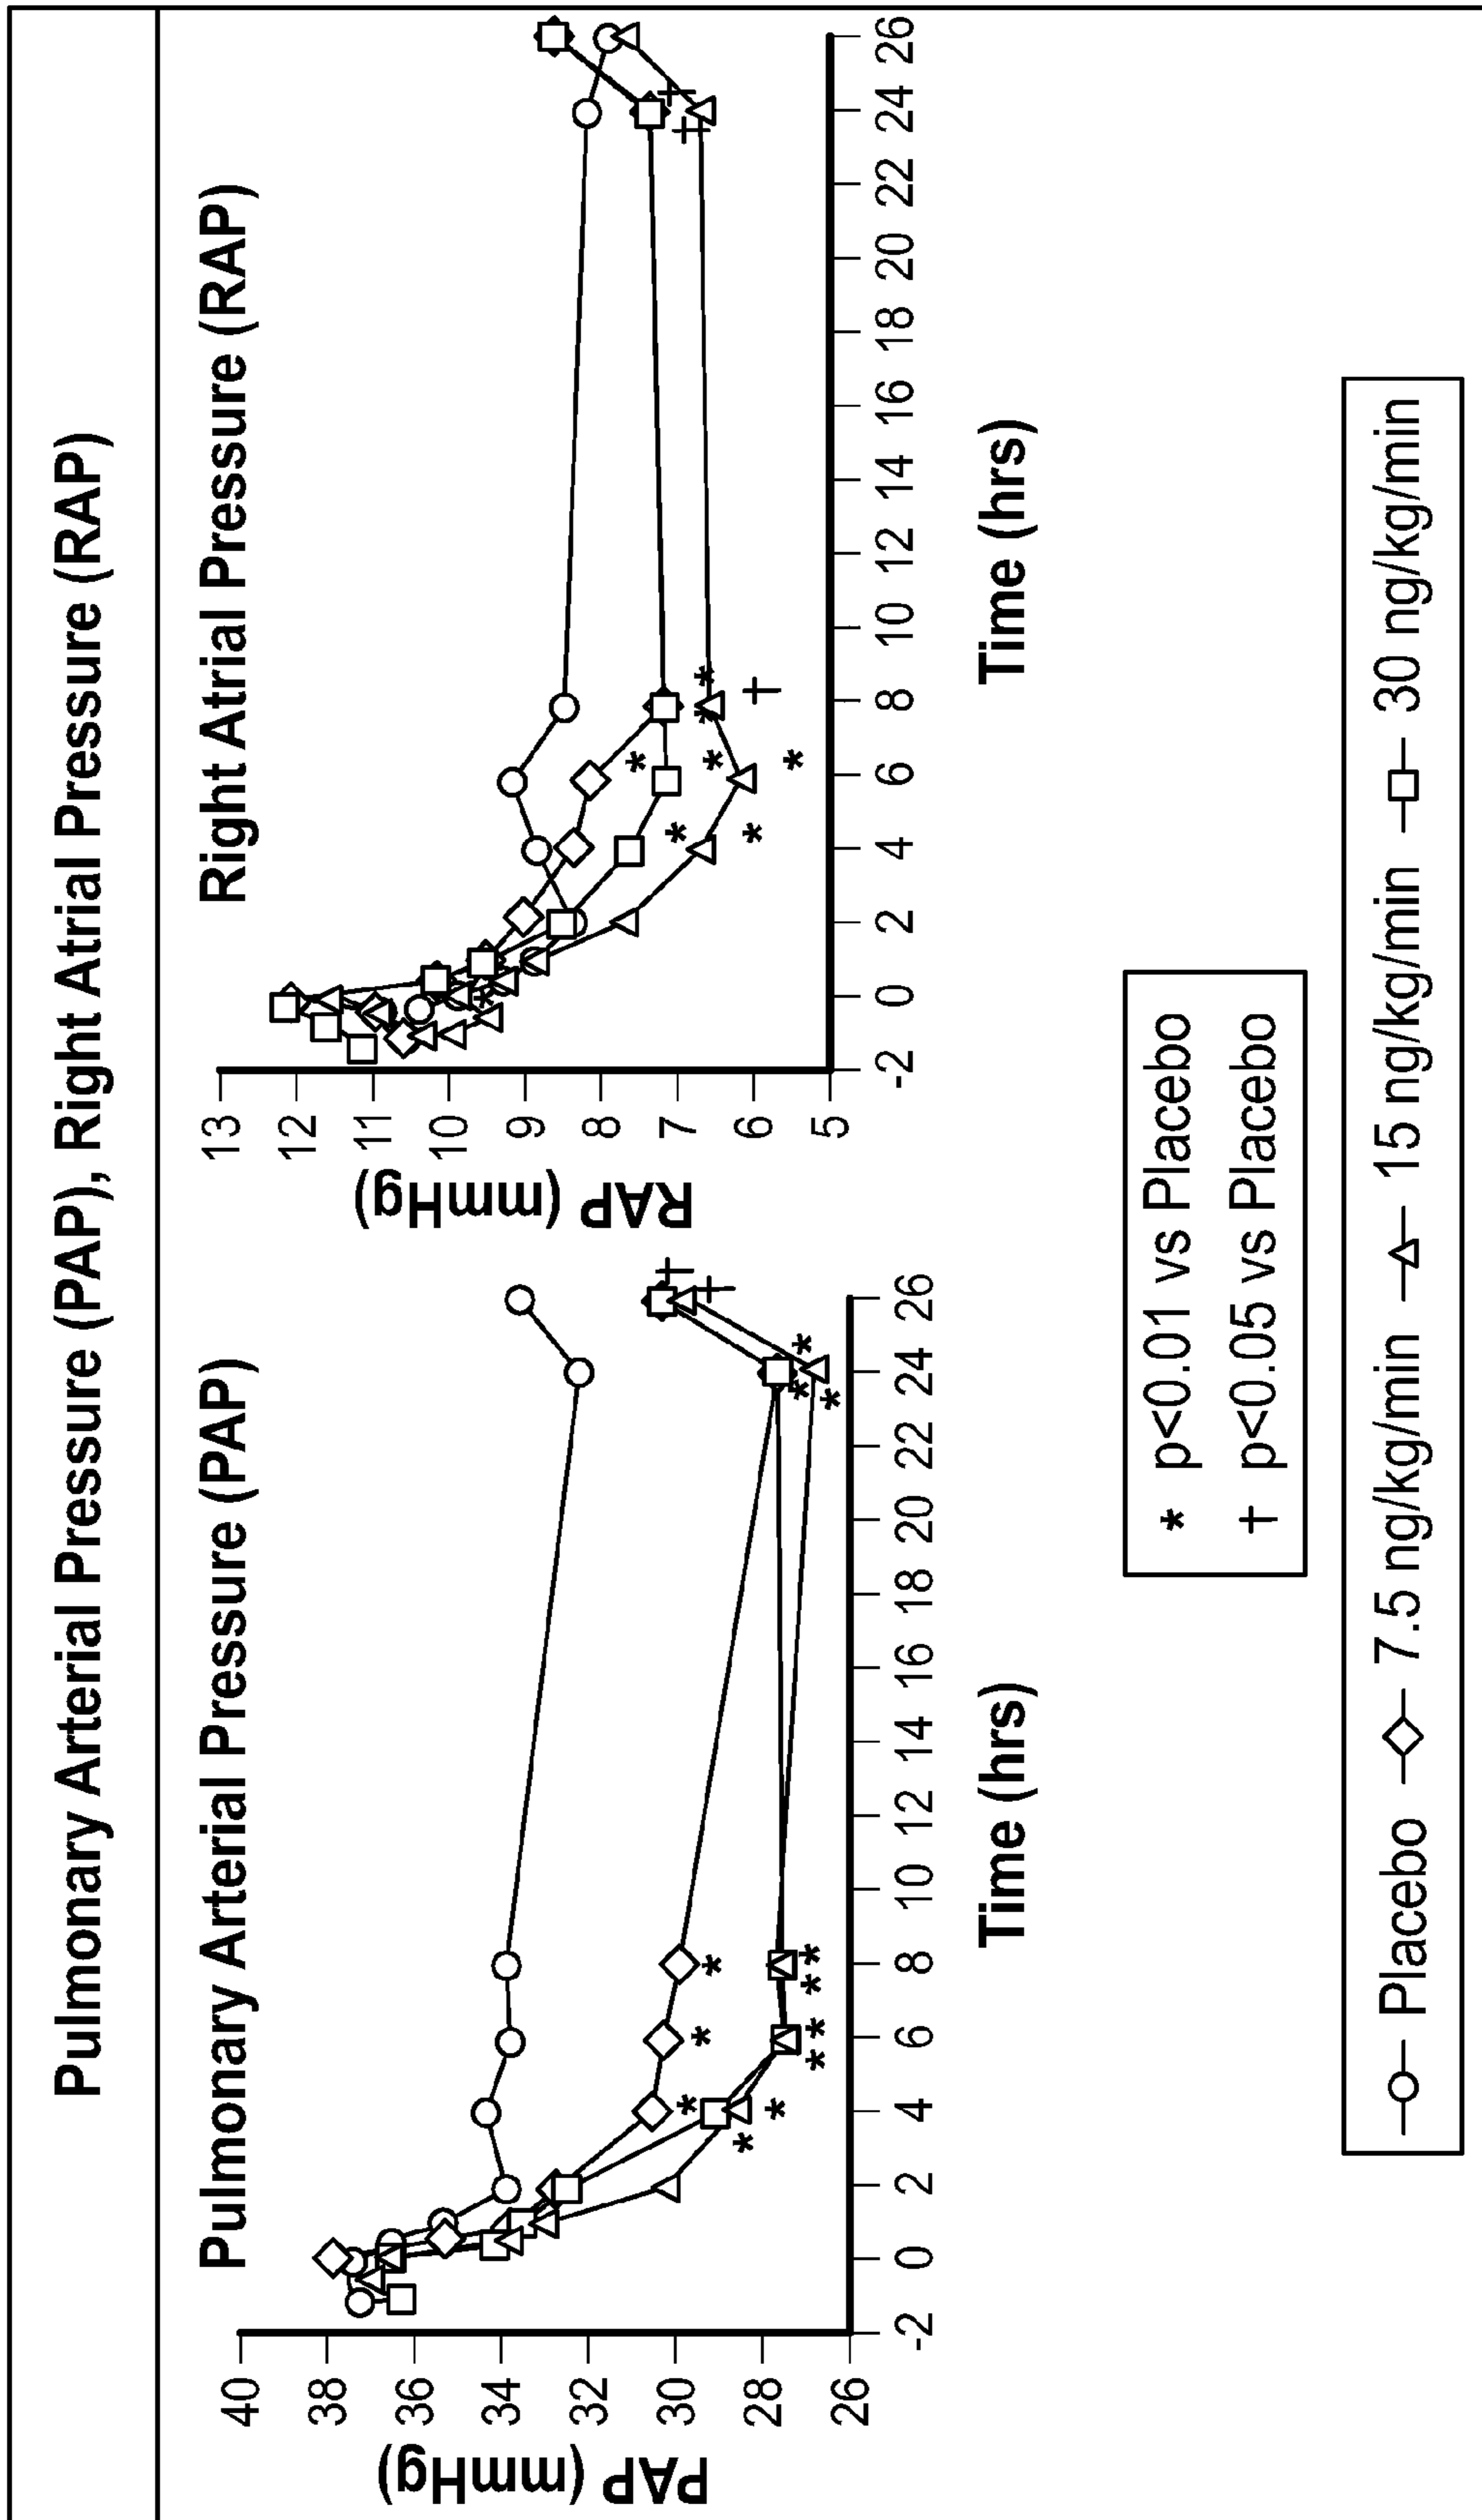 Pulmonary Arterial Pressure (PAP), Right Atrial Pressure (RAP)
Pulmonary Arterial Pressure (PAP)
PAP (mmHg)
40
38
36
34
32
30
28
26
-2 0 2 4 6 8 10 12 14 16 18 20 22 24 26
Time (hrs)
* * * * * * * * * * *
† †
Right Atrial Pressure (RAP)
RAP (mmHg)
13
12
11
10
9
8
7
6
5
-2 0 2 4 6 8 10 12 14 16 18 20 22 24 26
Time (hrs)
* * * * * * * *
† † †
* p<0.01 vs Placebo
† p<0.05 vs Placebo
Placebo 7.5 ng/kg/min 15 ng/kg/min 30 ng/kg/min